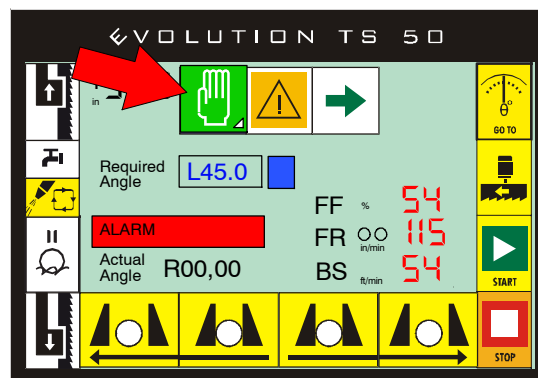 EVOLUTION TS 50
in
θ°
GO TO
Required
Angle
L45.0
FF % 54
ALARM
FR in/min 115
START
Actual
Angle
R00,00
BS ft/min 54
STOP